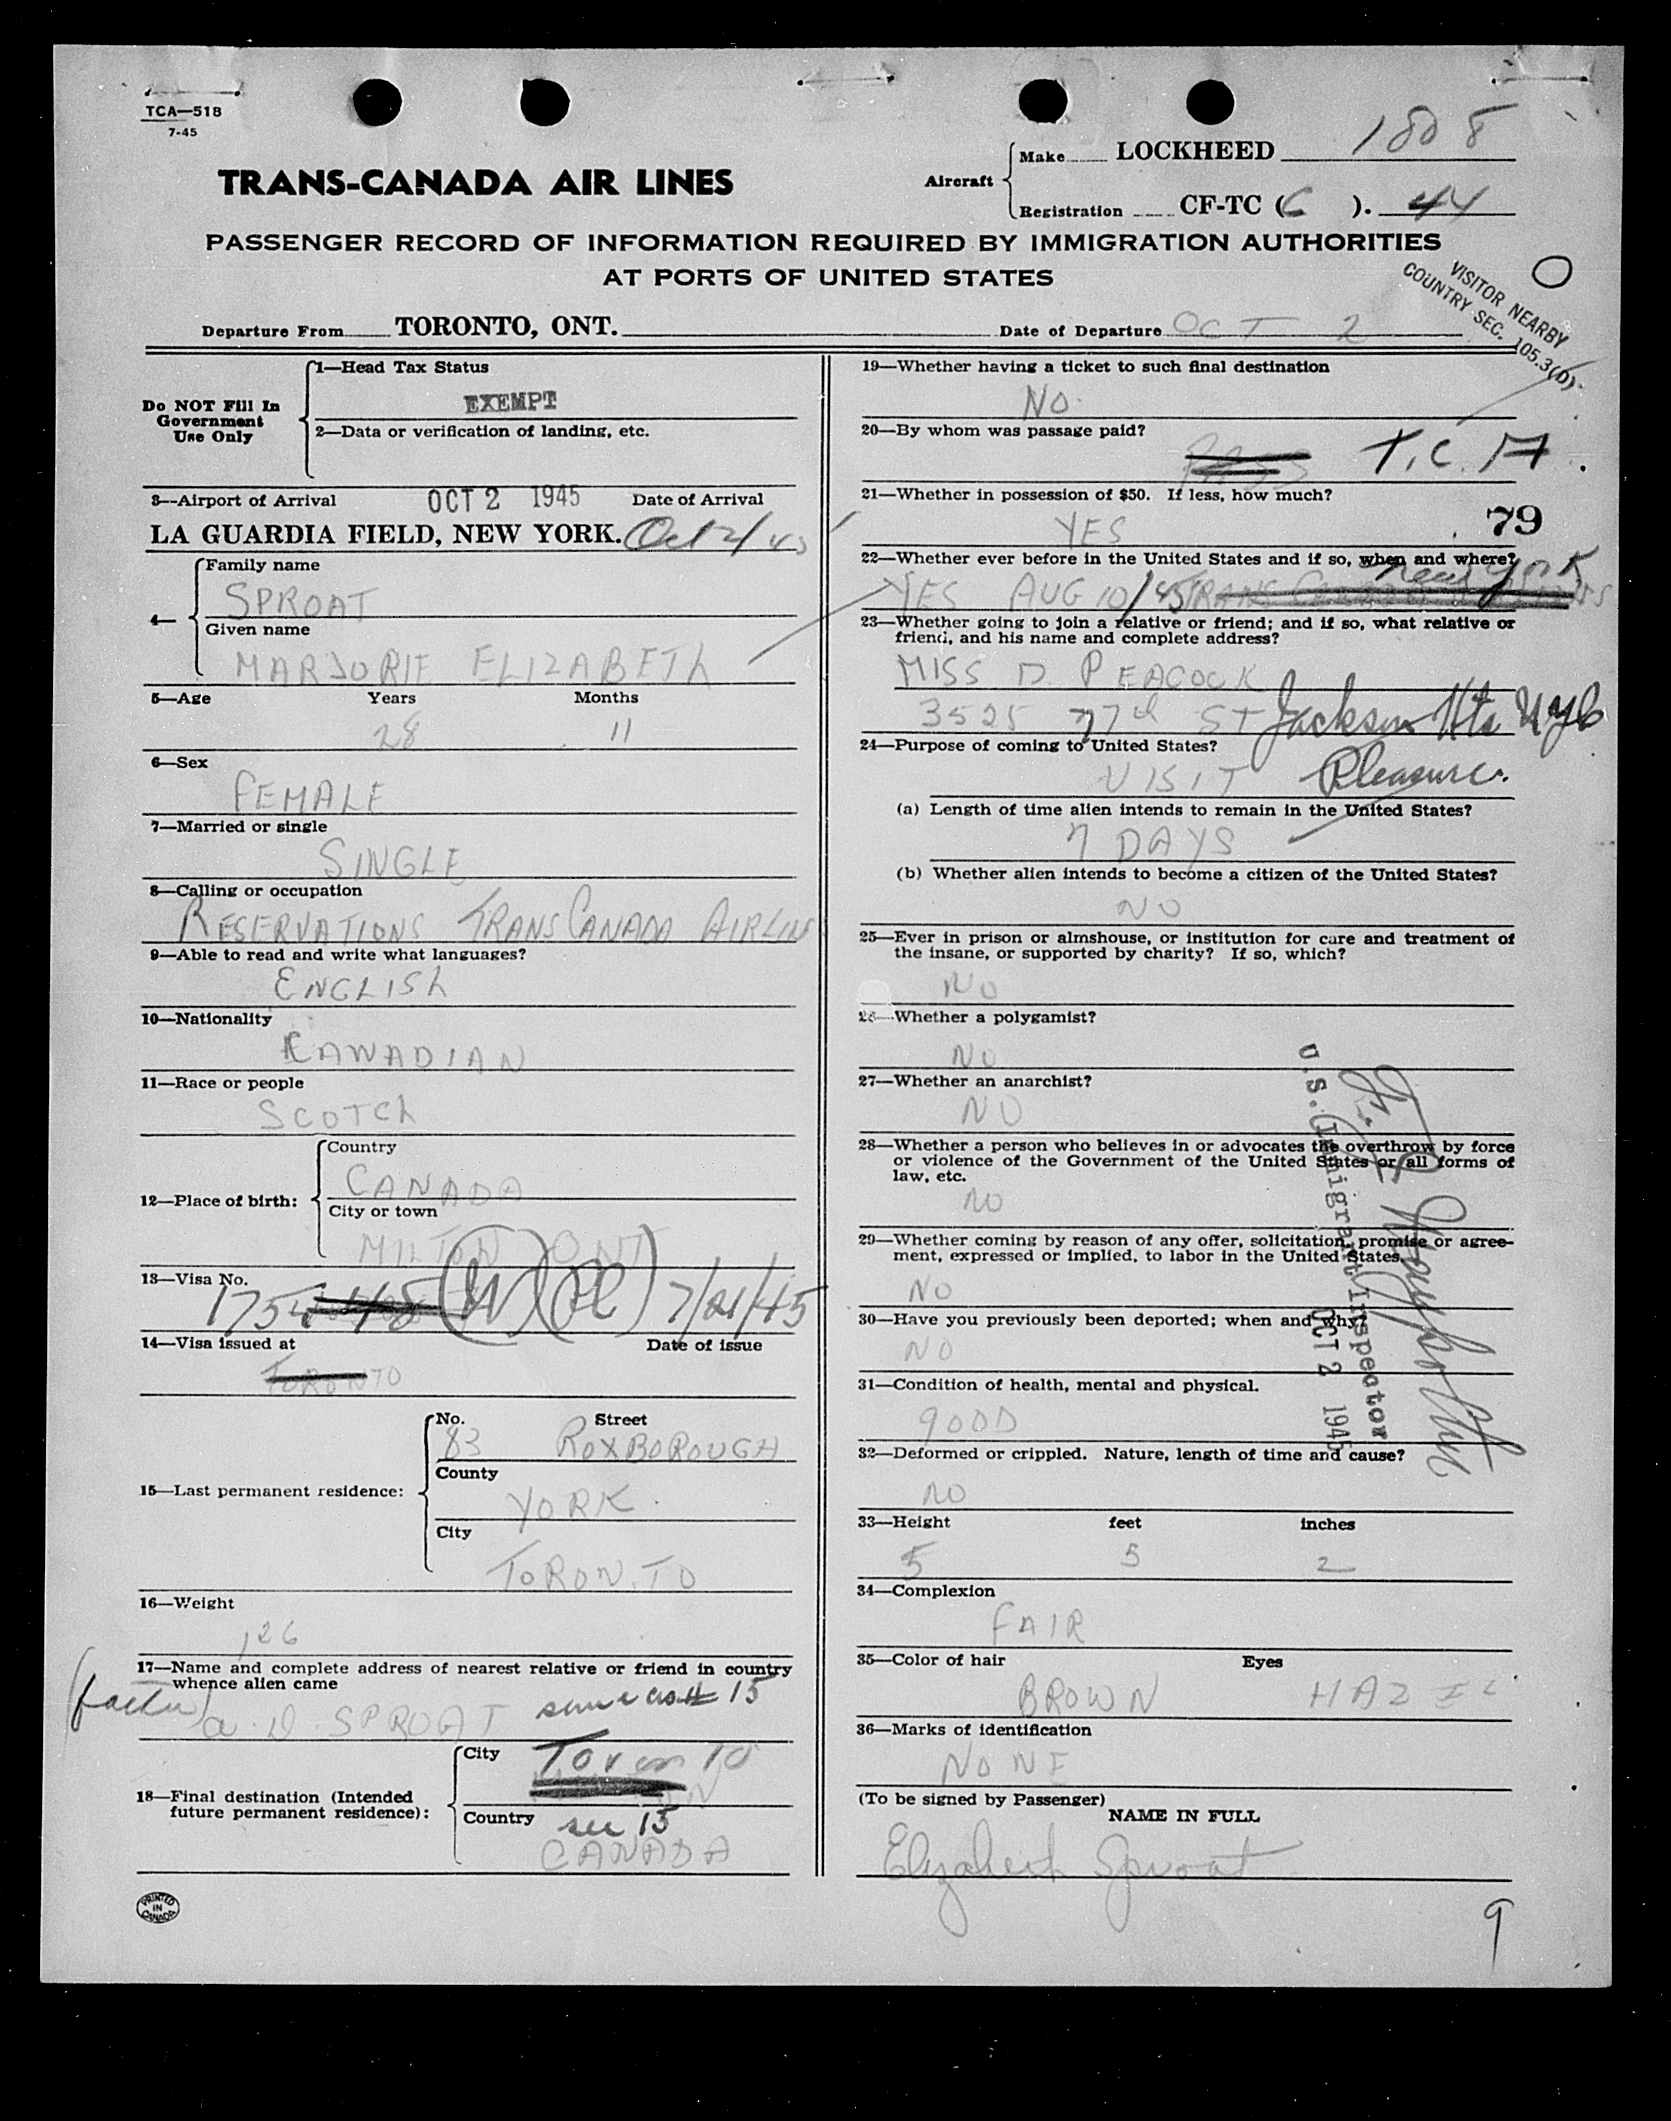 TCA—518
7-45
TRANS-CANADA AIR LINES
Aircraft
Make LOCKHEED 1808
Registration CF-TC (C ). 44
PASSENGER RECORD OF INFORMATION REQUIRED BY IMMIGRATION AUTHORITIES
AT PORTS OF UNITED STATES
VISITOR NEARBY
COUNTRY SEC. 105.3(D)
Departure From TORONTO, ONT. Date of Departure OCT 2
Do NOT Fill In
Government
Use Only
1—Head Tax Status
EXEMPT
2—Data or verification of landing, etc.
3—Airport of Arrival OCT 2 1945 Date of Arrival
LA GUARDIA FIELD, NEW YORK. Oct 2/45
4—
Family name
SPROAT
Given name
MARJORIE ELIZABETH
5—Age Years Months
28 11
6—Sex
FEMALE
7—Married or single
SINGLE
8—Calling or occupation
RESERVATIONS TRANS CANADA AIRLINES
9—Able to read and write what languages?
ENGLISH
10—Nationality
CANADIAN
11—Race or people
SCOTCH
12—Place of birth:
Country
CANADA
City or town
MILTON ONT
13—Visa No.
175 (W)(Pl) 7/21/45
14—Visa issued at Date of issue
TORONTO
15—Last permanent residence:
No. Street
83 ROXBOROUGH
County
YORK.
City
TORONTO
16—Weight
126
17—Name and complete address of nearest relative or friend in country
whence alien came
(father) a. D. SPROAT same as # 15
18—Final destination (Intended
future permanent residence):
City Toronto
Country see 15
CANADA
PRINTED
IN
CANADA
19—Whether having a ticket to such final destination
NO.
20—By whom was passage paid?
PASS T.C.A.
21—Whether in possession of $50. If less, how much?
YES 79
22—Whether ever before in the United States and if so, when and where?
YES AUG 10/45 New York
23—Whether going to join a relative or friend; and if so, what relative or
friend, and his name and complete address?
MISS D. PEACOCK
3525 77th ST Jackson Hts NYC
24—Purpose of coming to United States?
VISIT Pleasure.
(a) Length of time alien intends to remain in the United States?
7 DAYS
(b) Whether alien intends to become a citizen of the United States?
NO
25—Ever in prison or almshouse, or institution for care and treatment of
the insane, or supported by charity? If so, which?
NO
26—Whether a polygamist?
NO
27—Whether an anarchist?
NO
28—Whether a person who believes in or advocates the overthrow by force
or violence of the Government of the United States or all forms of
law, etc.
NO
29—Whether coming by reason of any offer, solicitation, promise or agree-
ment, expressed or implied, to labor in the United States.
NO
30—Have you previously been deported; when and why?
NO
31—Condition of health, mental and physical.
GOOD
32—Deformed or crippled. Nature, length of time and cause?
NO
U.S. Immigrant Inspector
OCT 2 1945
33—Height feet inches
5 5 2
34—Complexion
FAIR
35—Color of hair Eyes
BROWN HAZEL
36—Marks of identification
NONE
(To be signed by Passenger)
NAME IN FULL
Elizabeth Sproat
9